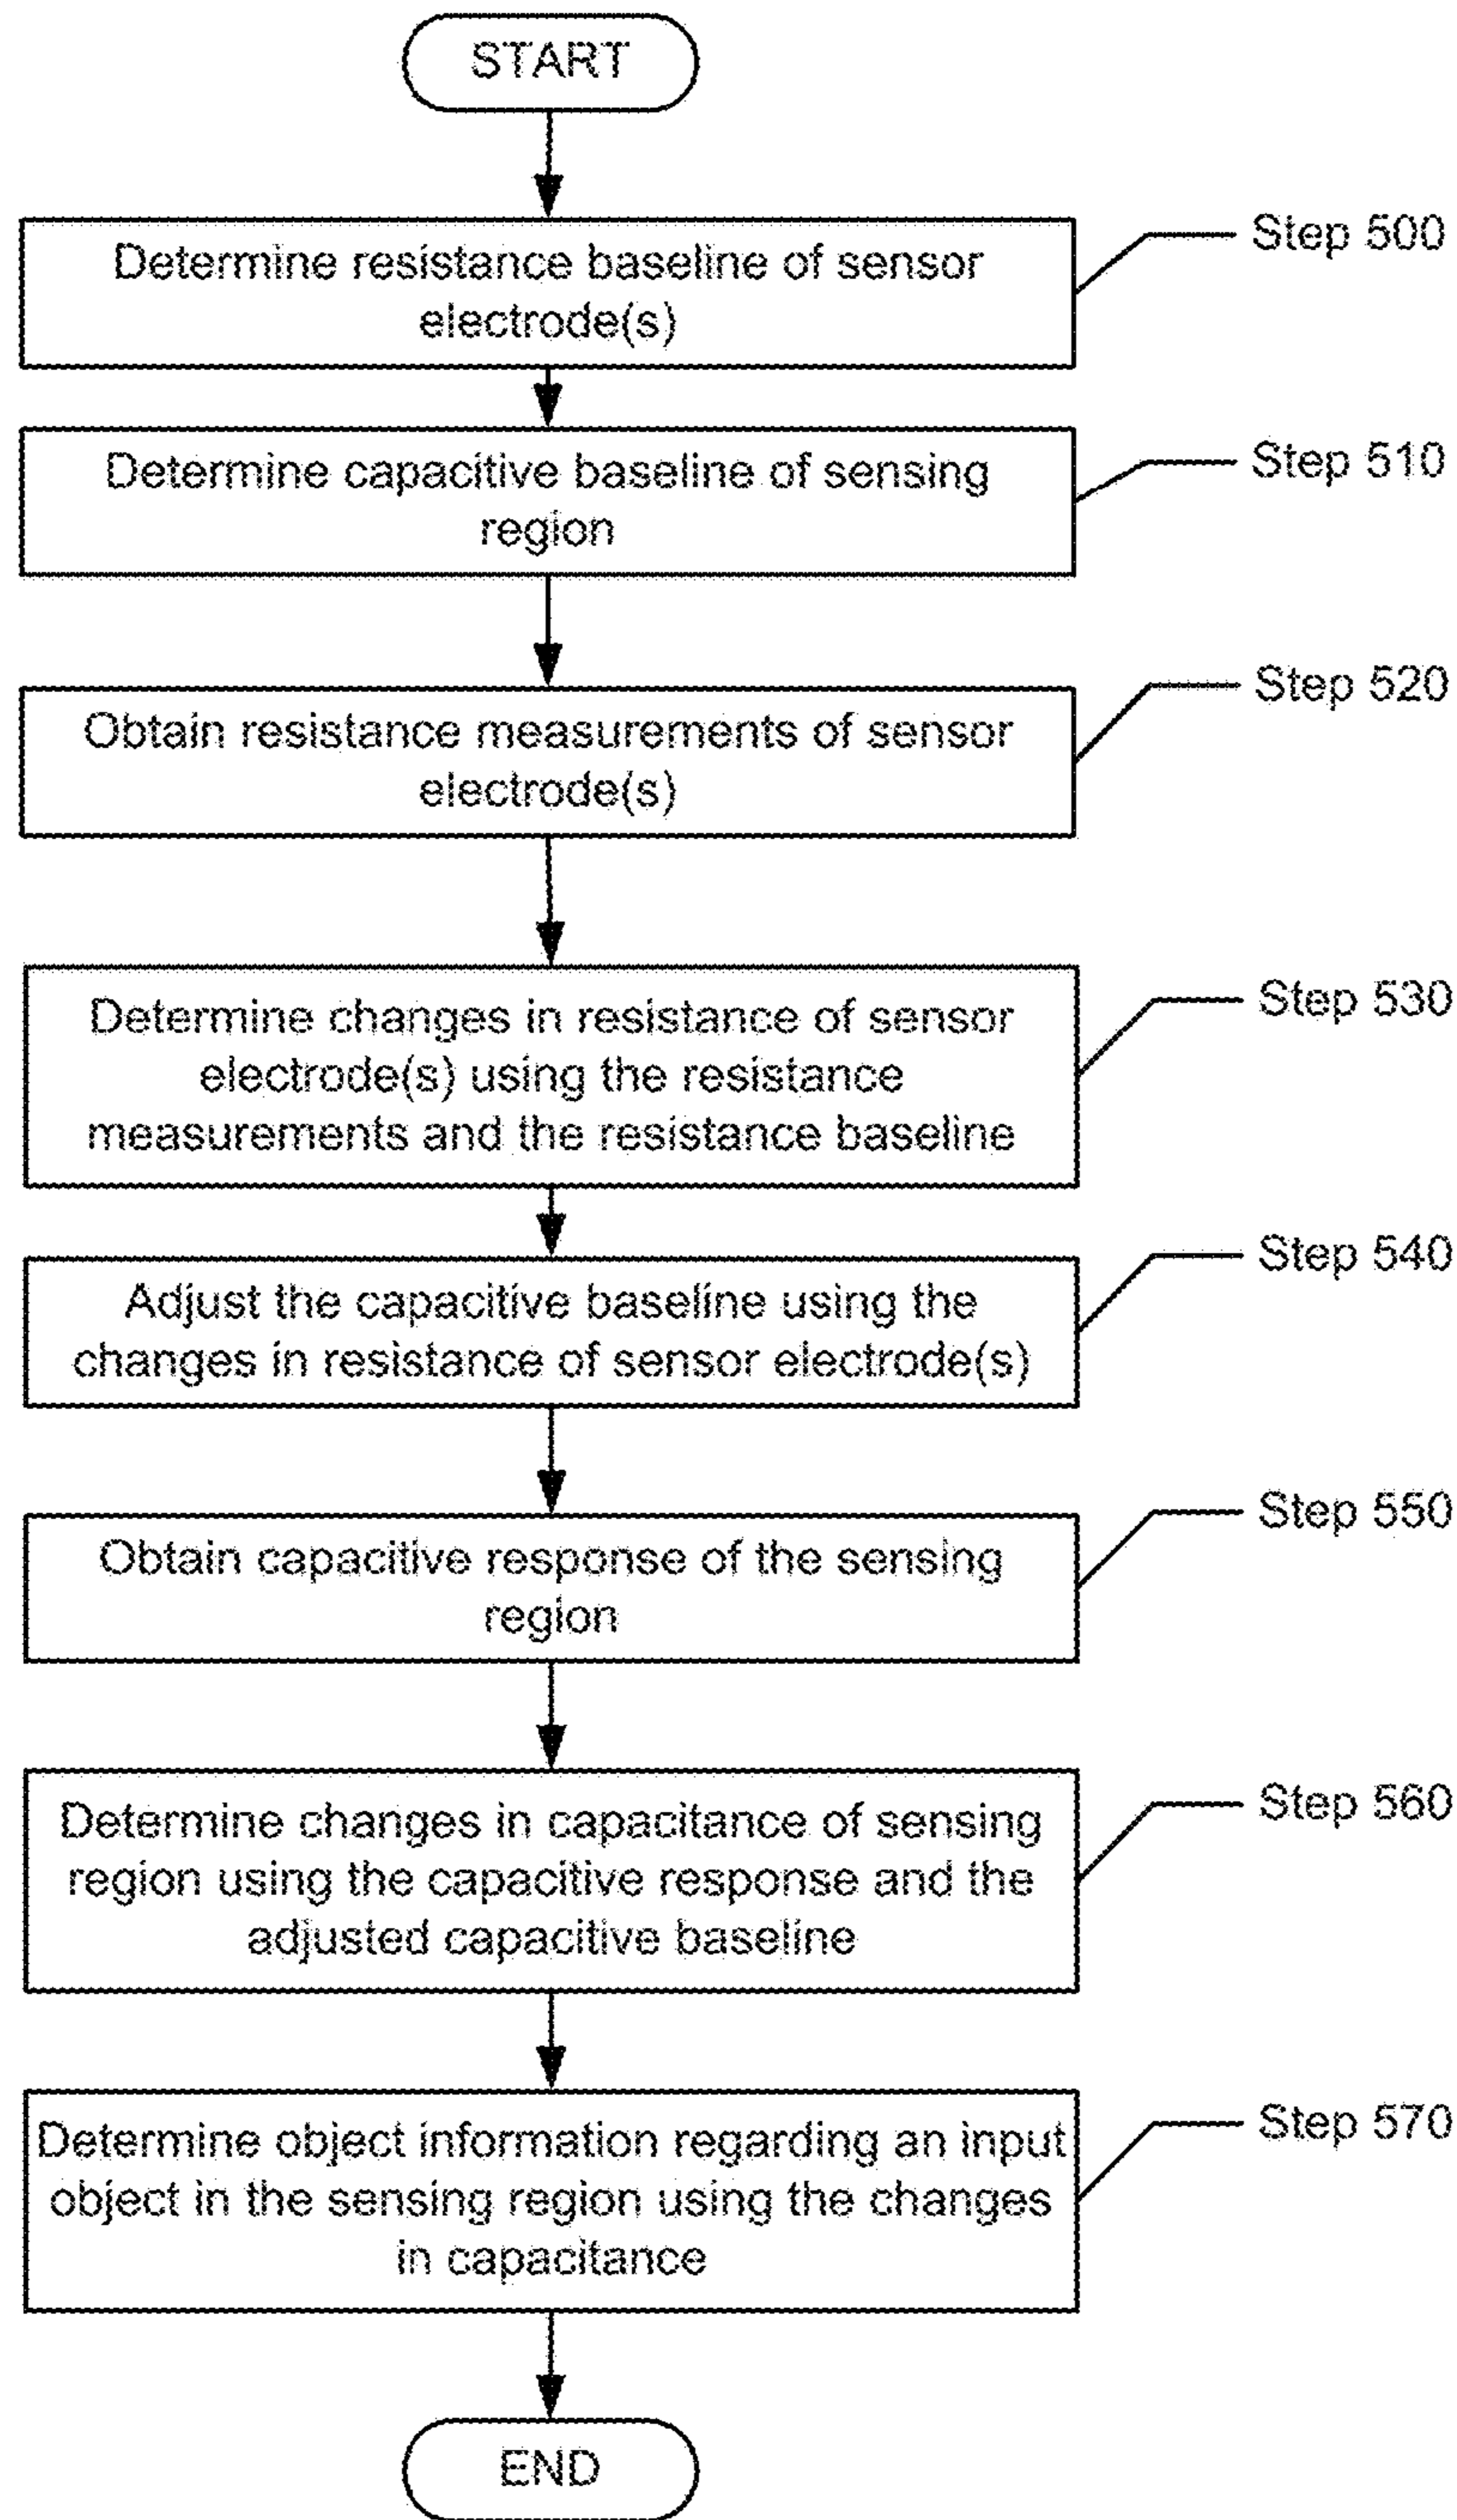 START
Determine resistance baseline of sensor
electrode(s)
Step 500
Determine capacitive baseline of sensing
region
Step 510
Obtain resistance measurements of sensor
electrode(s)
Step 520
Determine changes in resistance of sensor
electrode(s) using the resistance
measurements and the resistance baseline
Step 530
Adjust the capacitive baseline using the
changes in resistance of sensor electrode(s)
Step 540
Obtain capacitive response of the sensing
region
Step 550
Determine changes in capacitance of sensing
region using the capacitive response and the
adjusted capacitive baseline
Step 560
Determine object information regarding an input
object in the sensing region using the changes
in capacitance
Step 570
END